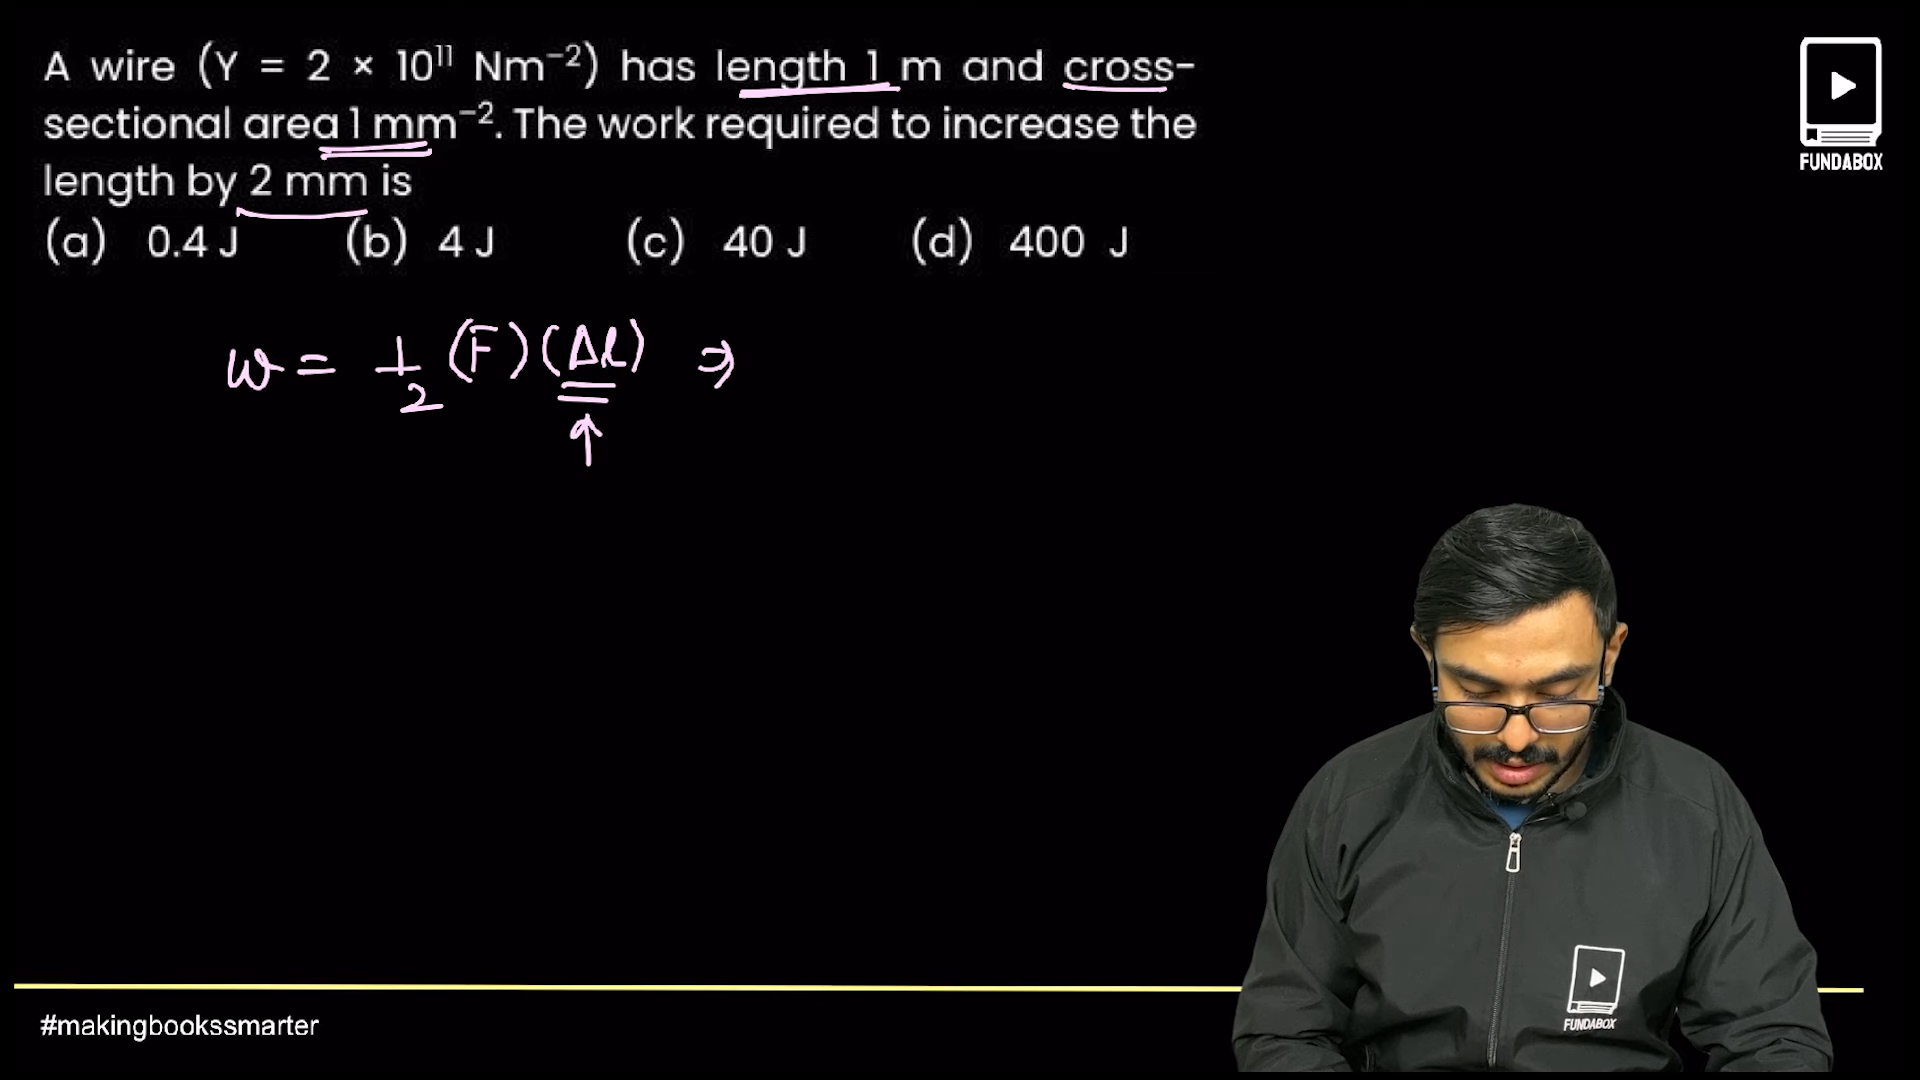 A wire (Y = 2 × 10¹¹ Nm⁻²) has length 1 m and cross-
sectional area 1 mm⁻². The work required to increase the
length by 2 mm is
(a) 0.4 J (b) 4 J (c) 40 J (d) 400 J
W = 1/2 (F) (Δl) ⇒
FUNDABOX
FUNDABOX
#makingbookssmarter